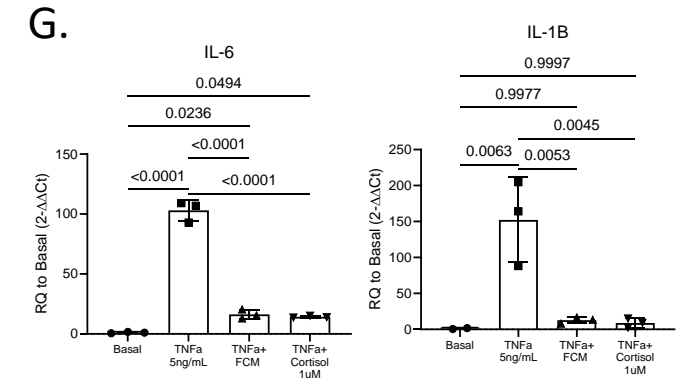 G.
IL-6
0.0494
0.0236
<0.0001
<0.0001
<0.0001
RQ to Basal (2-ΔΔCt)
150
100
50
0
Basal
TNFa
5ng/mL
TNFa+
FCM
TNFa+
Cortisol
1uM
IL-1B
0.9997
0.9977
0.0045
0.0063
0.0053
RQ to Basal (2-ΔΔCt)
250
200
150
100
50
0
Basal
TNFa
5ng/mL
TNFa+
FCM
TNFa+
Cortisol
1uM